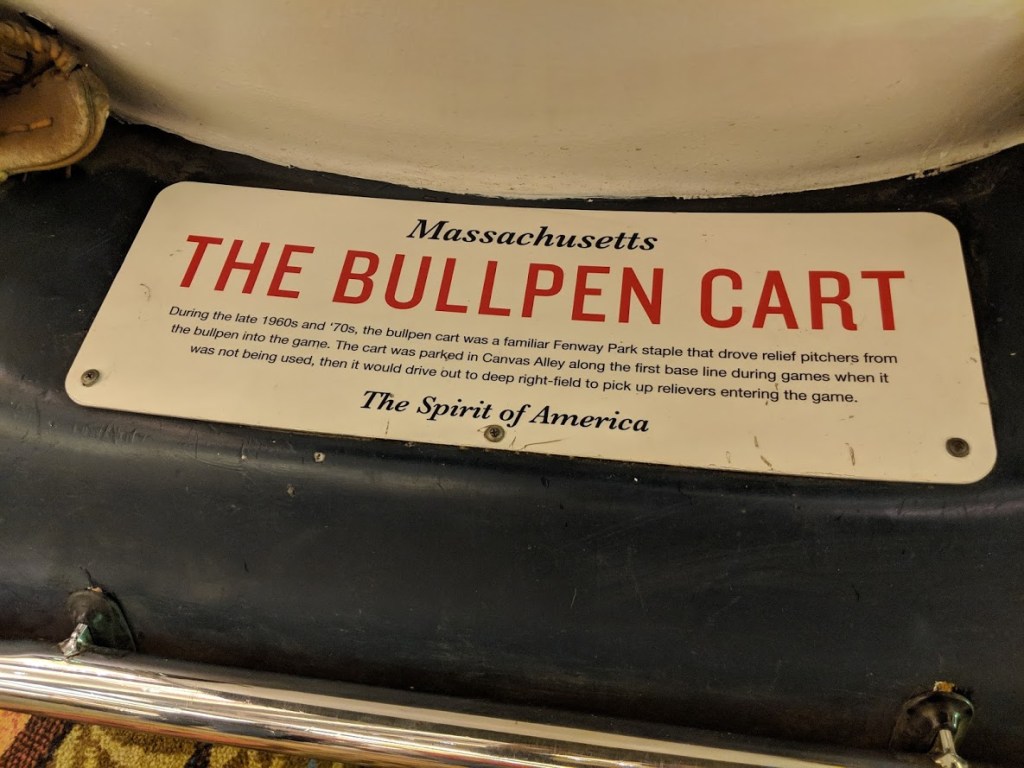 Massachusetts
THE BULLPEN CART
During the late 1960s and ‘70s, the bullpen cart was a familiar Fenway Park staple that drove relief pitchers from
the bullpen into the game. The cart was parked in Canvas Alley along the first base line during games when it
was not being used, then it would drive out to deep right-field to pick up relievers entering the game.
The Spirit of America